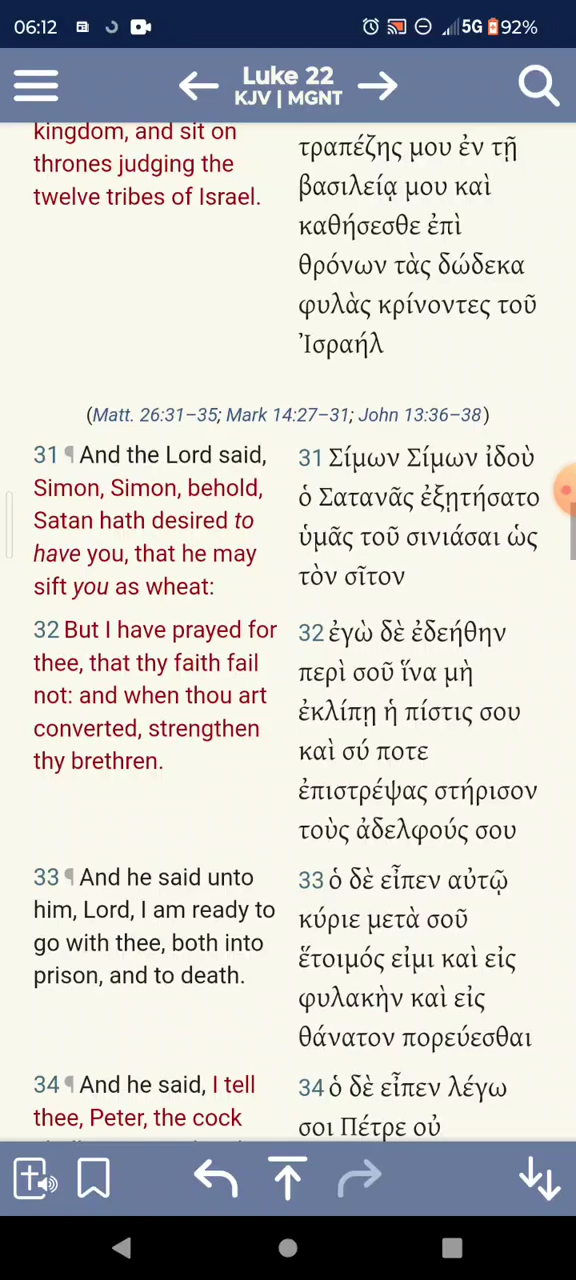 06:12
5G 92%
Luke 22
KJV | MGNT
kingdom, and sit on
thrones judging the
twelve tribes of Israel.
τραπέζης μου ἐν τῇ
βασιλείᾳ μου καὶ
καθήσεσθε ἐπὶ
θρόνων τὰς δώδεκα
φυλὰς κρίνοντες τοῦ
Ἰσραήλ
(Matt. 26:31–35; Mark 14:27–31; John 13:36–38)
31 ¶ And the Lord said,
Simon, Simon, behold,
Satan hath desired to
have you, that he may
sift you as wheat:
31 Σίμων Σίμων ἰδοὺ
ὁ Σατανᾶς ἐξῃτήσατο
ὑμᾶς τοῦ σινιάσαι ὡς
τὸν σῖτον
32 But I have prayed for
thee, that thy faith fail
not: and when thou art
converted, strengthen
thy brethren.
32 ἐγὼ δὲ ἐδεήθην
περὶ σοῦ ἵνα μὴ
ἐκλίπῃ ἡ πίστις σου
καὶ σύ ποτε
ἐπιστρέψας στήρισον
τοὺς ἀδελφούς σου
33 ¶ And he said unto
him, Lord, I am ready to
go with thee, both into
prison, and to death.
33 ὁ δὲ εἶπεν αὐτῷ
κύριε μετὰ σοῦ
ἕτοιμός εἰμι καὶ εἰς
φυλακὴν καὶ εἰς
θάνατον πορεύεσθαι
34 ¶ And he said, I tell
thee, Peter, the cock
34 ὁ δὲ εἶπεν λέγω
σοι Πέτρε οὐ